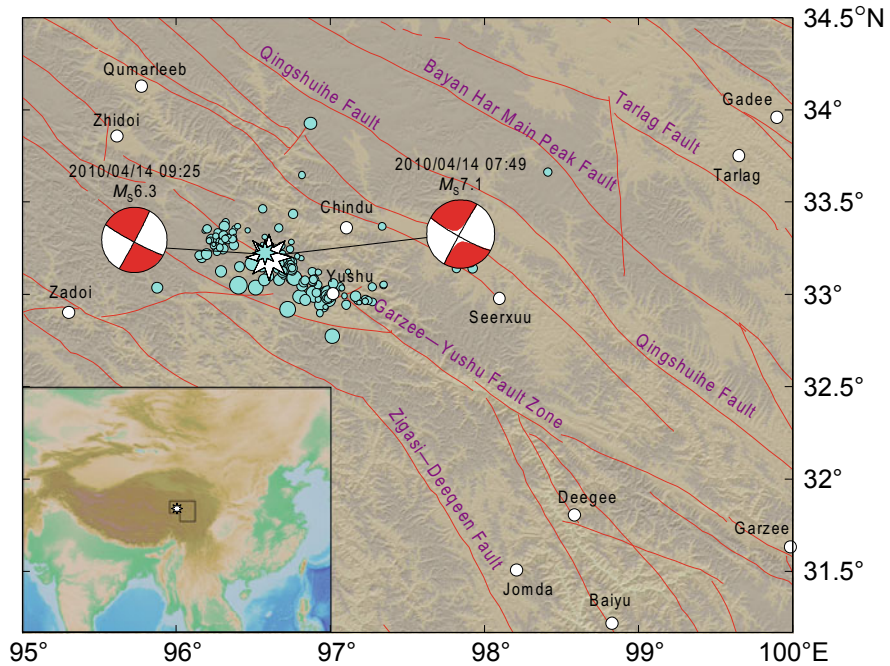 34.5°N
Qumarleeb
Qingshuihe Fault
Bayan Har Main Peak Fault
Tarlag Fault
Gadee
34°
Zhidoi
2010/04/14 09:25
Ms6.3
2010/04/14 07:49
Ms7.1
Tarlag
33.5°
Chindu
Yushu
Zadoi
Seerxuu
33°
Garzee—Yushu Fault Zone
Qingshuihe Fault
32.5°
Zigasi—Deeqeen Fault
32°
Deegee
Garzee
31.5°
Jomda
Baiyu
95°
96°
97°
98°
99°
100°E